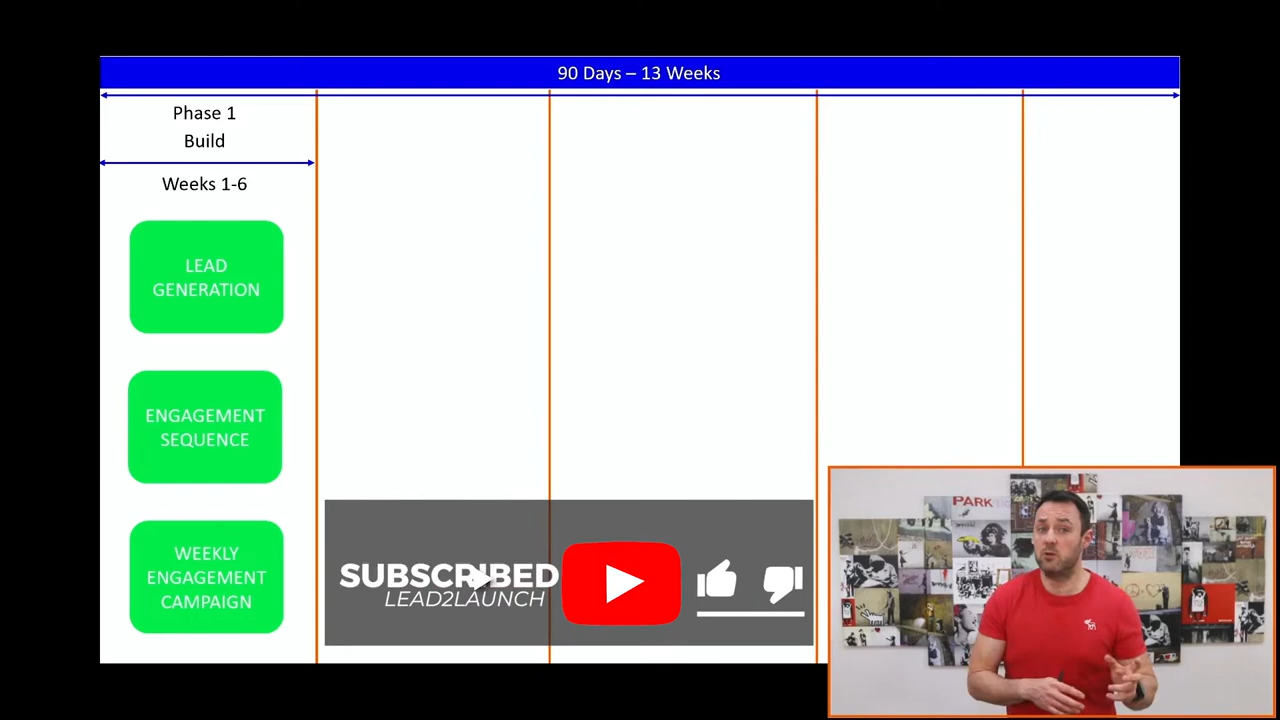 90 Days – 13 Weeks
Phase 1
Build
Weeks 1-6
LEAD
GENERATION
ENGAGEMENT
SEQUENCE
WEEKLY
ENGAGEMENT
CAMPAIGN
SUBSCRIBED
LEAD2LAUNCH
PARK